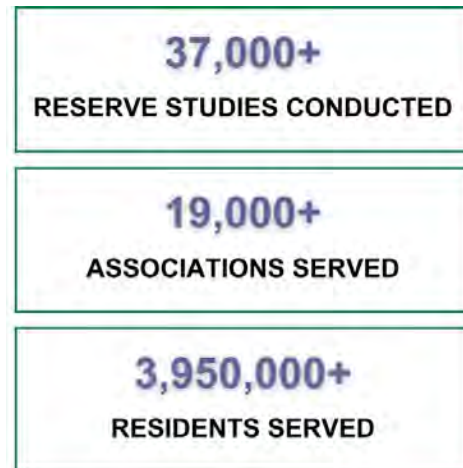 37,000+
RESERVE STUDIES CONDUCTED
19,000+
ASSOCIATIONS SERVED
3,950,000+
RESIDENTS SERVED